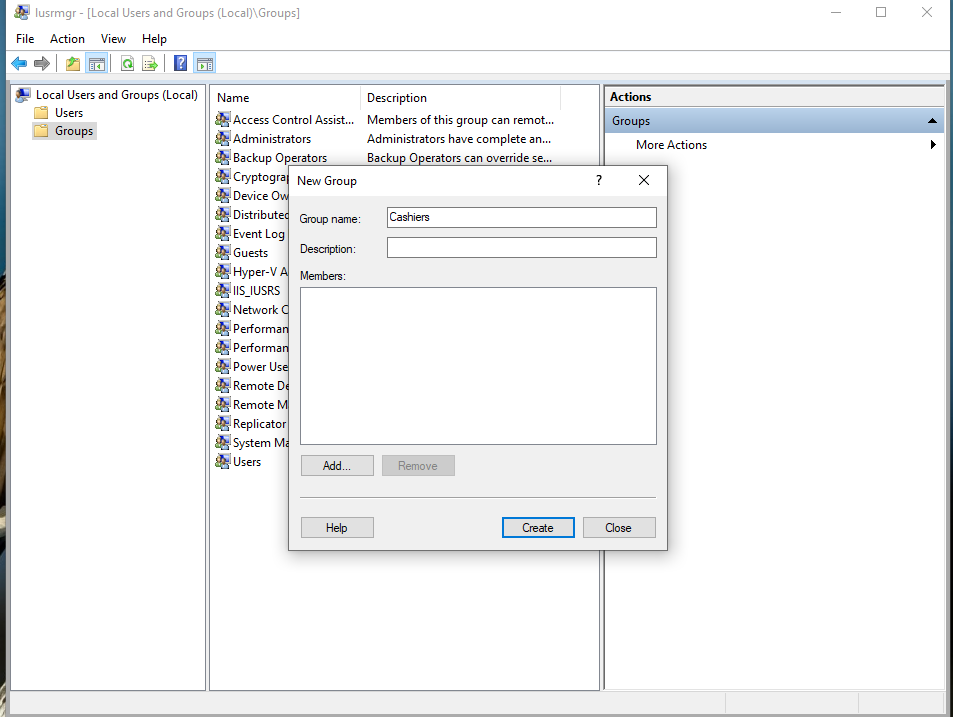 lusrmgr - [Local Users and Groups (Local)\Groups]
File Action View Help
Local Users and Groups (Local)
Users
Groups
Name Description
Access Control Assist... Members of this group can remot...
Administrators Administrators have complete an...
Backup Operators Backup Operators can override se...
Cryptograp
Device Ow
Distributed
Event Log
Guests
Hyper-V A
IIS_IUSRS
Network C
Performan
Performan
Power Use
Remote De
Remote M
Replicator
System Ma
Users
Actions
Groups
More Actions
New Group ?
Group name: Cashiers
Description:
Members:
Add... Remove
Help Create Close